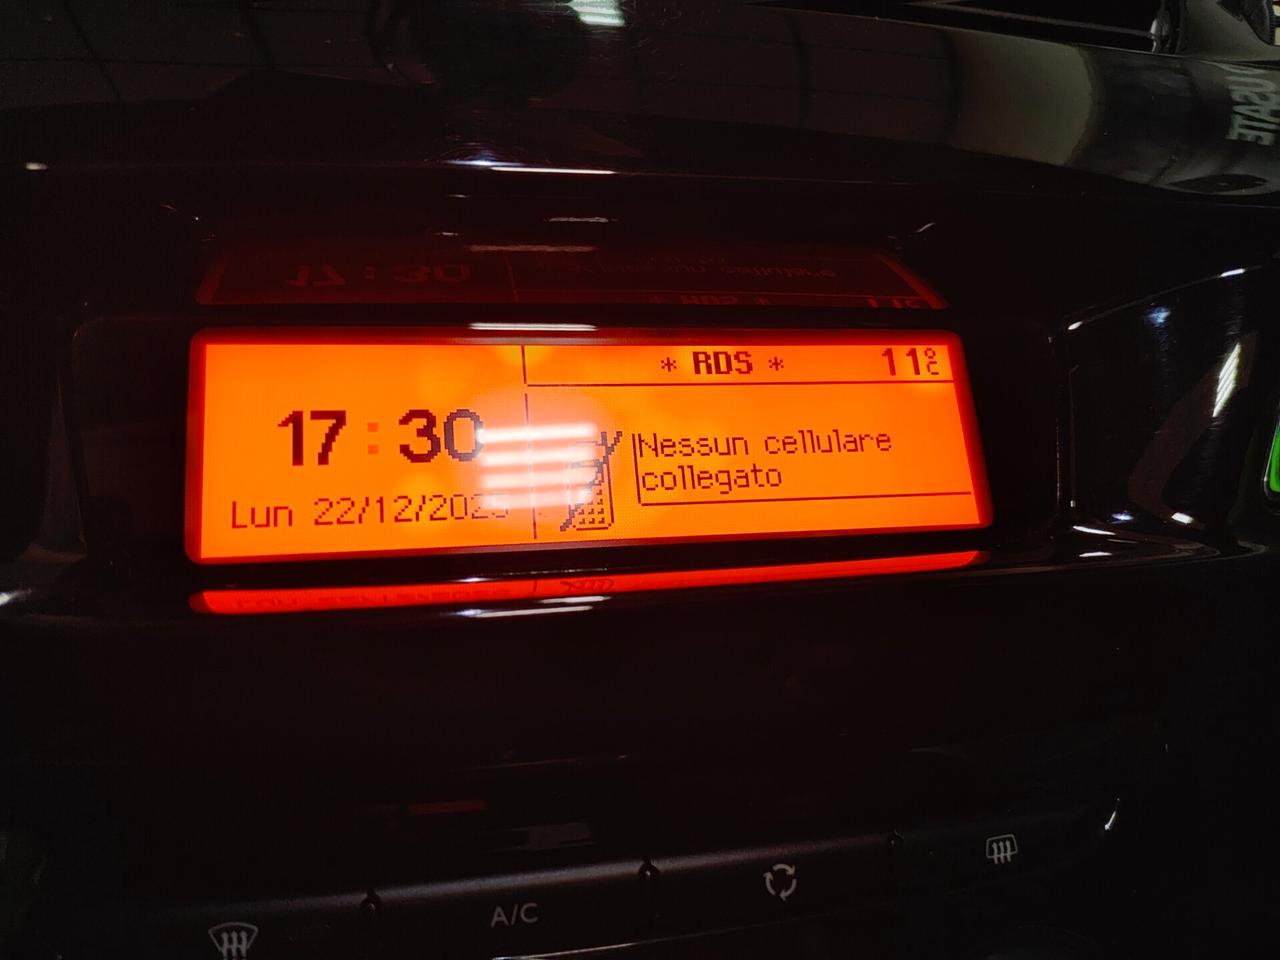 * RDS *
11°C
17:30
Lun 22/12/2025
Nessun cellulare
collegato
A/C